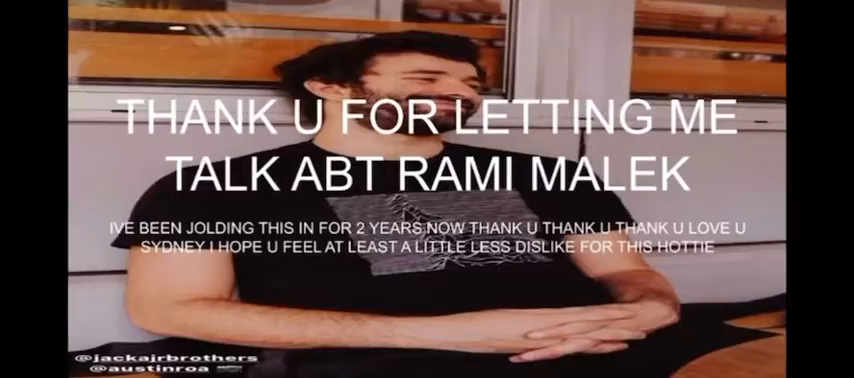 THANK U FOR LETTING ME
TALK ABT RAMI MALEK
IVE BEEN JOLDING THIS IN FOR 2 YEARS NOW THANK U THANK U THANK U LOVE U
SYDNEY I HOPE U FEEL AT LEAST A LITTLE LESS DISLIKE FOR THIS HOTTIE
@jackajrbrothers
@austinroa